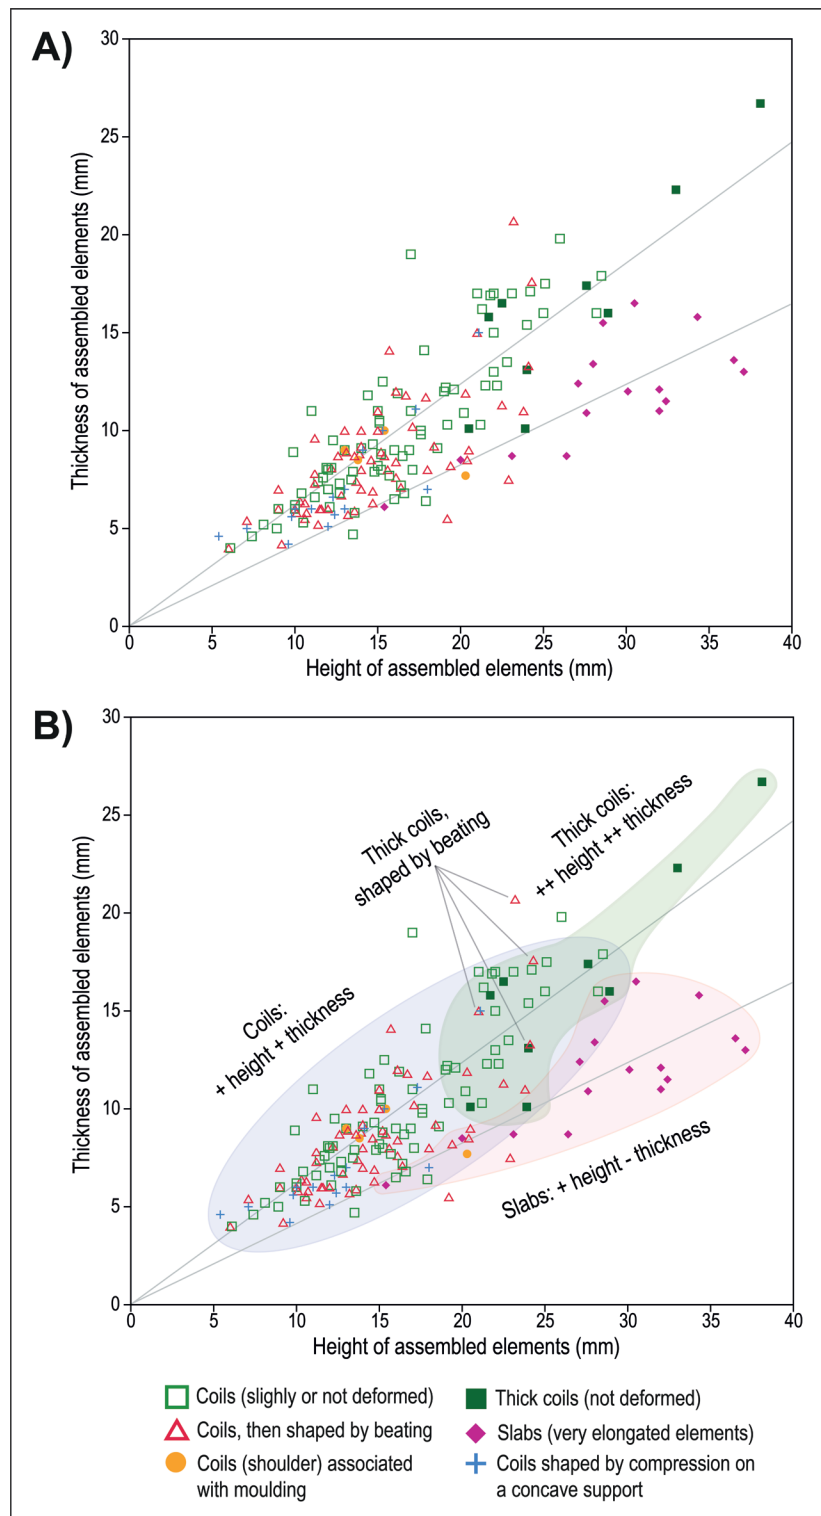 A)
30
25
20
15
10
5
0
Thickness of assembled elements (mm)
0 5 10 15 20 25 30 35 40
Height of assembled elements (mm)
B)
30
25
20
15
10
5
0
Thickness of assembled elements (mm)
Thick coils,
shaped by beating
Thick coils:
++ height ++ thickness
Coils:
+ height + thickness
Slabs: + height - thickness
0 5 10 15 20 25 30 35 40
Height of assembled elements (mm)
Coils (slighly or not deformed)
Thick coils (not deformed)
Coils, then shaped by beating
Slabs (very elongated elements)
Coils (shoulder) associated
with moulding
Coils shaped by compression on
a concave support